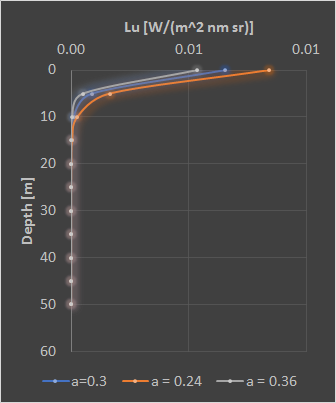 Lu [W/(m^2 nm sr)]
0.00 0.01 0.01
0
10
20
30
40
50
60
Depth [m]
a=0.3 a = 0.24 a = 0.36